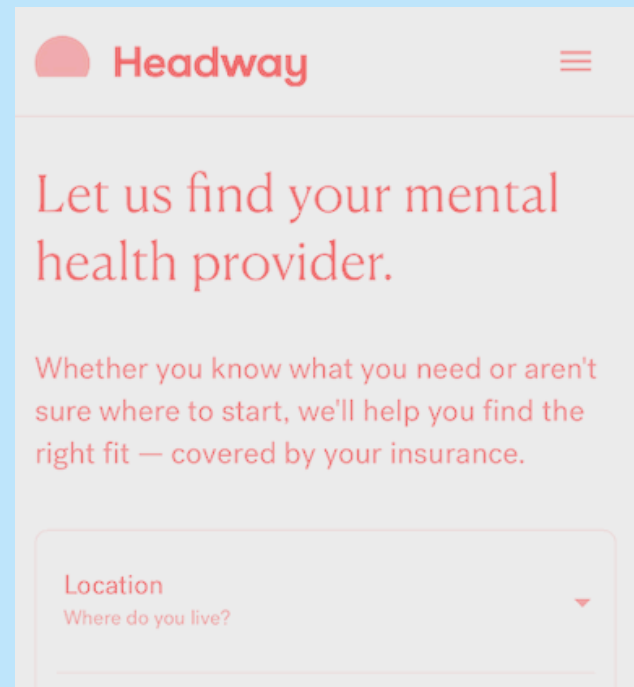 Headway
Let us find your mental
health provider.
Whether you know what you need or aren't
sure where to start, we'll help you find the
right fit — covered by your insurance.
Location
Where do you live?